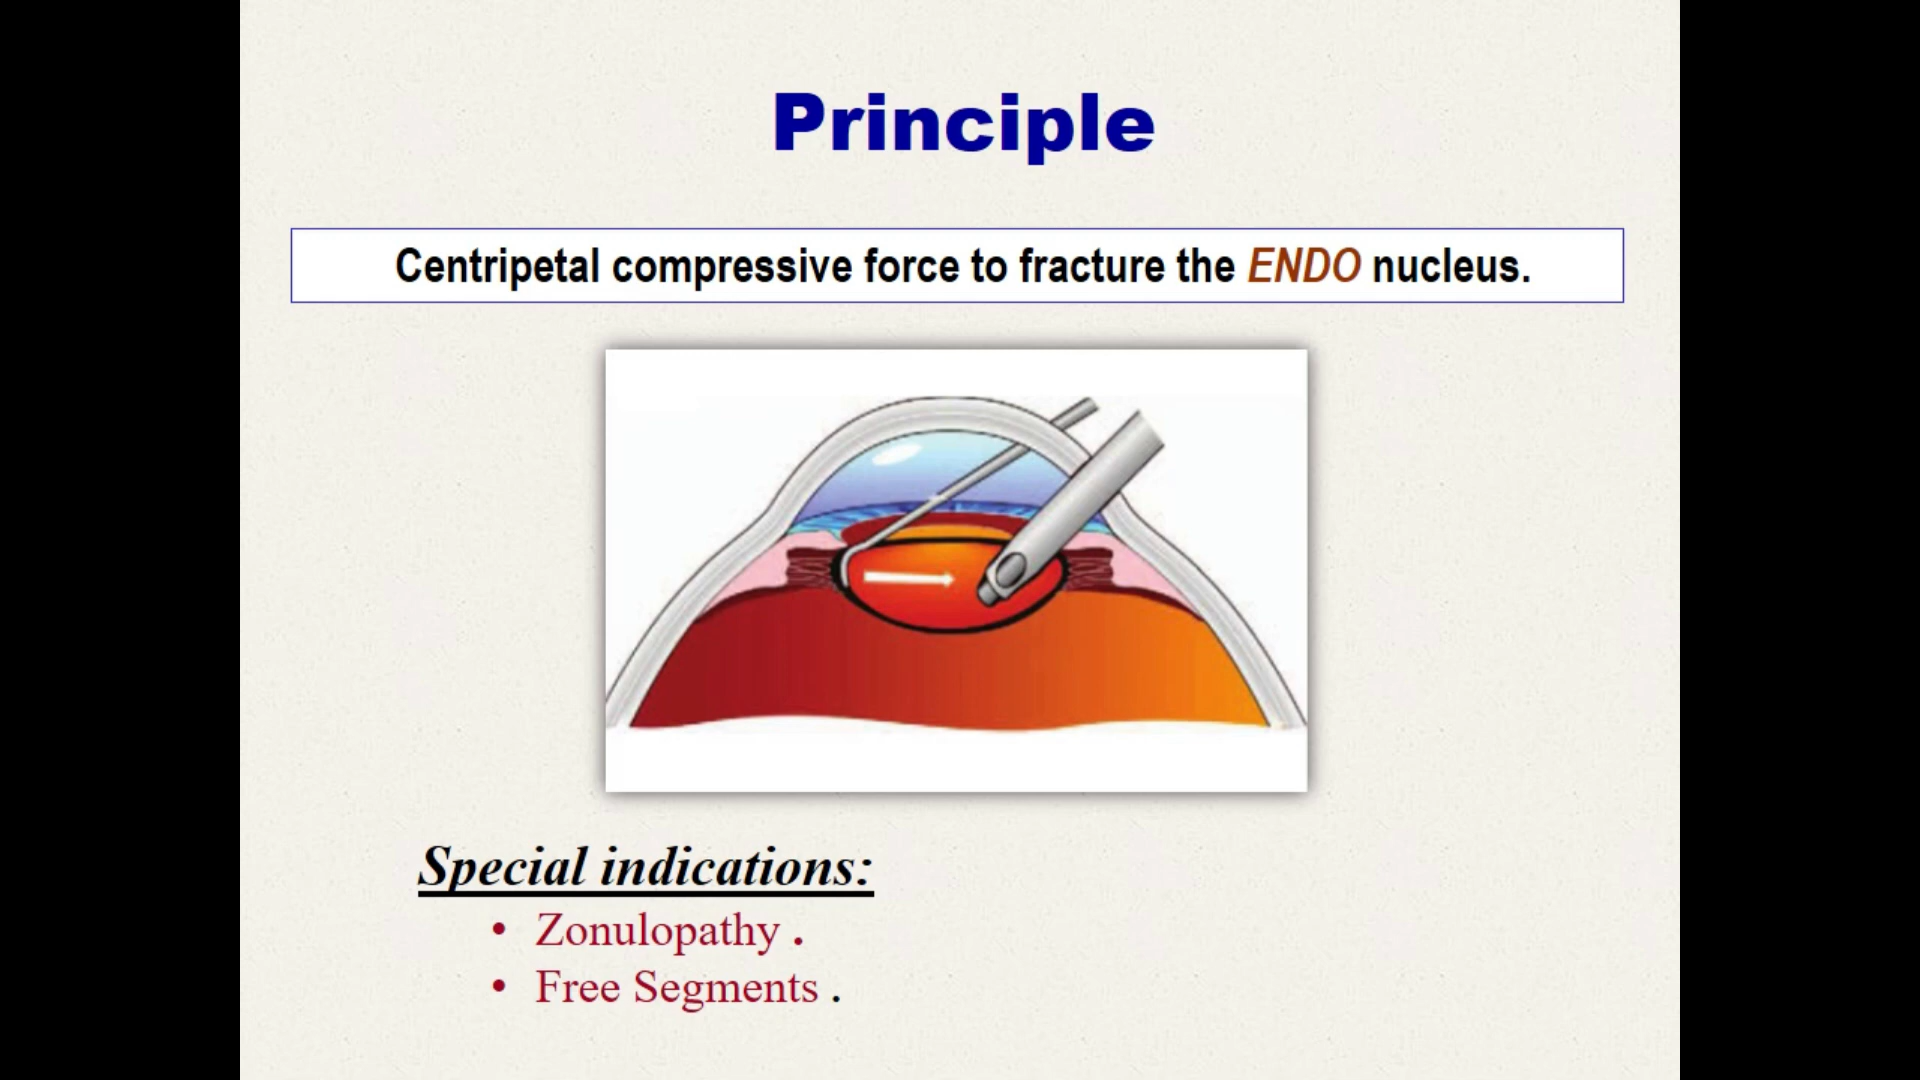 Principle
Centripetal compressive force to fracture the ENDO nucleus.
Special indications:
• Zonulopathy .
• Free Segments .